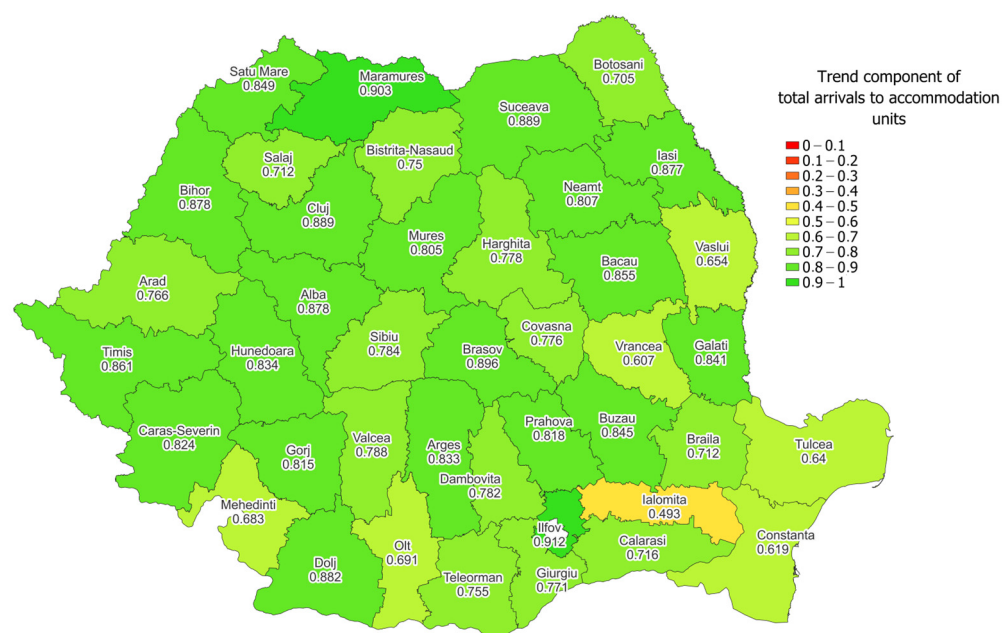 Satu Mare
0.849
Maramures
0.903
Botosani
0.705
Suceava
0.889
Salaj
0.712
Bistrita-Nasaud
0.75
Iasi
0.877
Bihor
0.878
Cluj
0.889
Neamt
0.807
Mures
0.805
Harghita
0.778
Vaslui
0.654
Bacau
0.855
Arad
0.766
Alba
0.878
Covasna
0.776
Sibiu
0.784
Brasov
0.896
Vrancea
0.607
Galati
0.841
Timis
0.861
Hunedoara
0.834
Caras-Severin
0.824
Gorj
0.815
Valcea
0.788
Arges
0.833
Dambovita
0.782
Prahova
0.818
Buzau
0.845
Braila
0.712
Tulcea
0.64
Mehedinti
0.683
Ialomita
0.493
Ilfov
0.912
Calarasi
0.716
Constanta
0.619
Dolj
0.882
Olt
0.691
Teleorman
0.755
Giurgiu
0.771
Trend component of
total arrivals to accommodation
units
0 – 0.1
0.1 – 0.2
0.2 – 0.3
0.3 – 0.4
0.4 – 0.5
0.5 – 0.6
0.6 – 0.7
0.7 – 0.8
0.8 – 0.9
0.9 – 1